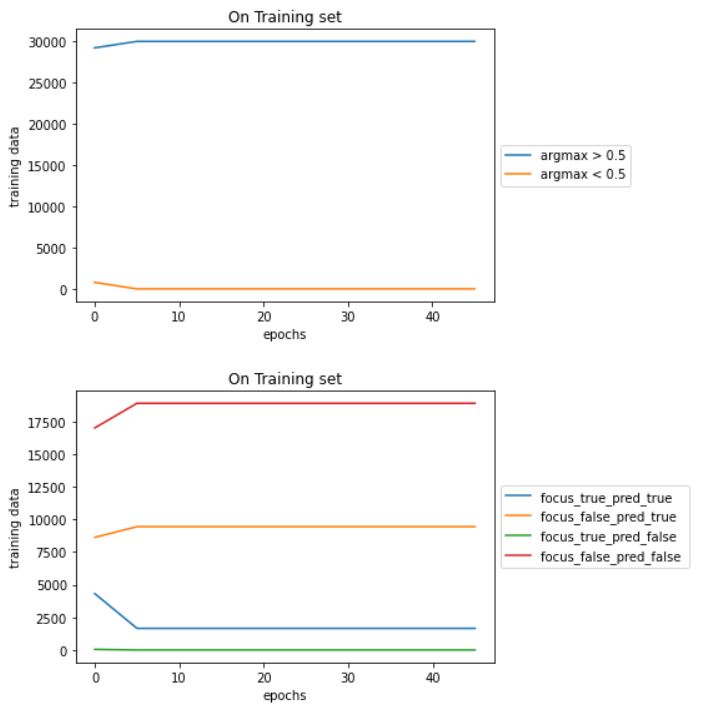 On Training set
30000
25000
20000
15000
10000
5000
0
training data
0 10 20 30 40
epochs
argmax > 0.5
argmax < 0.5
On Training set
17500
15000
12500
10000
7500
5000
2500
0
training data
0 10 20 30 40
epochs
focus_true_pred_true
focus_false_pred_true
focus_true_pred_false
focus_false_pred_false